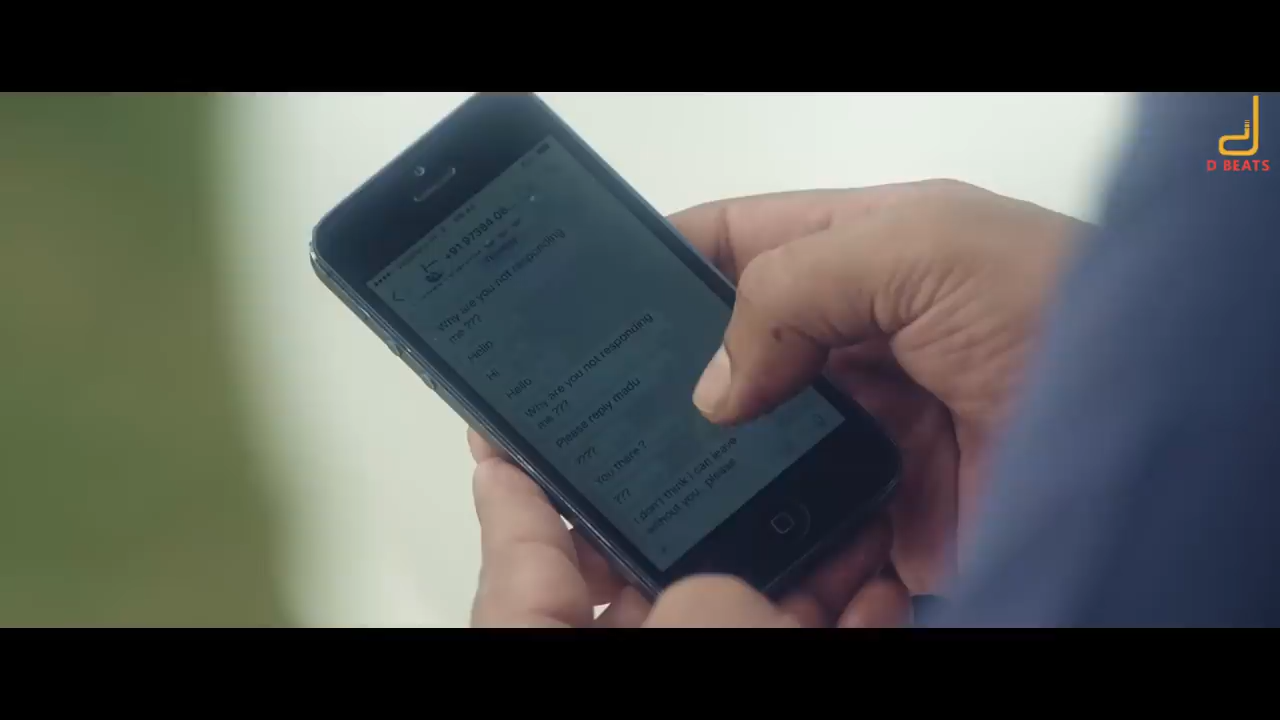 D BEATS
+91 97384 08...
Why are you not responding
me ???
Hello
Hi
Hello
Why are you not responding
me ???
Please reply madu
????
You there ?
???
I don't think i can leave
without you.. please